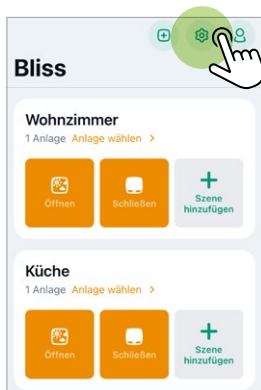 Bliss
Wohnzimmer
1 Anlage Anlage wählen >
Öffnen
Schließen
Szene
hinzufügen
Küche
1 Anlage Anlage wählen >
Öffnen
Schließen
Szene
hinzufügen